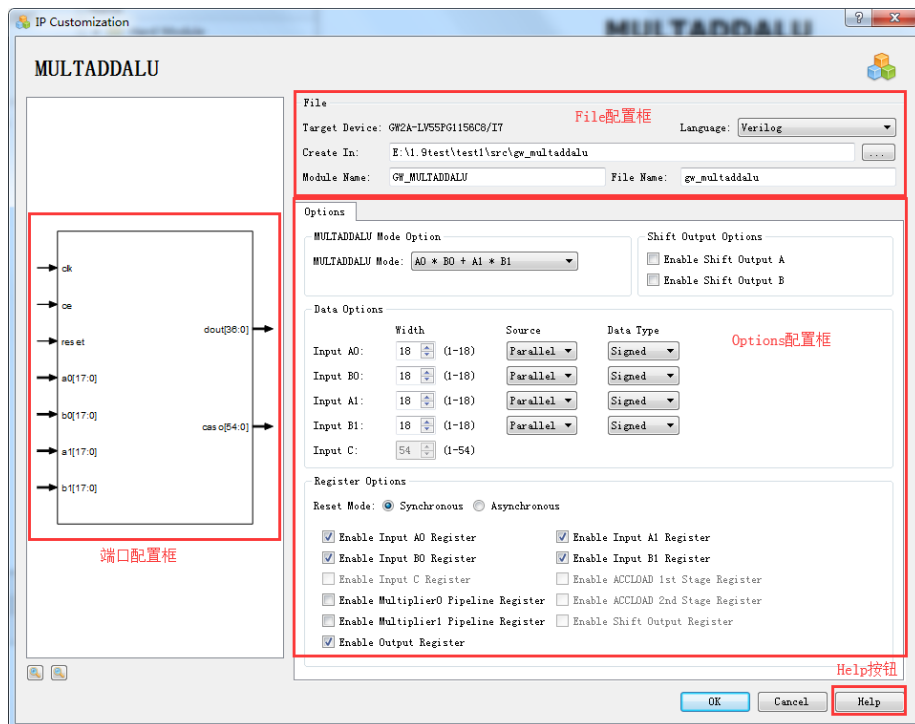 IP Customization
MULTADDALU
MULTADDALU
File
File配置框
Target Device: GW2A-LV55PG1156C8/I7 Language: Verilog
Create In: E:\1.9test\test1\src\gw_multaddalu ...
Module Name: GW_MULTADDALU File Name: gw_multaddalu
Options
MULTADDALU Mode Option
MULTADDALU Mode: A0 * B0 + A1 * B1
Shift Output Options
Enable Shift Output A
Enable Shift Output B
Data Options
Width Source Data Type
Input A0: 18 (1-18) Parallel Signed
Input B0: 18 (1-18) Parallel Signed
Input A1: 18 (1-18) Parallel Signed
Input B1: 18 (1-18) Parallel Signed
Input C: 54 (1-54)
Options配置框
Register Options
Reset Mode: Synchronous Asynchronous
Enable Input A0 Register Enable Input A1 Register
Enable Input B0 Register Enable Input B1 Register
Enable Input C Register Enable ACCLOAD 1st Stage Register
Enable Multiplier0 Pipeline Register Enable ACCLOAD 2nd Stage Register
Enable Multiplier1 Pipeline Register Enable Shift Output Register
Enable Output Register
clk
ce
reset
a0[17:0]
b0[17:0]
a1[17:0]
b1[17:0]
dout[36:0]
caso[54:0]
端口配置框
Help按钮
OK Cancel Help